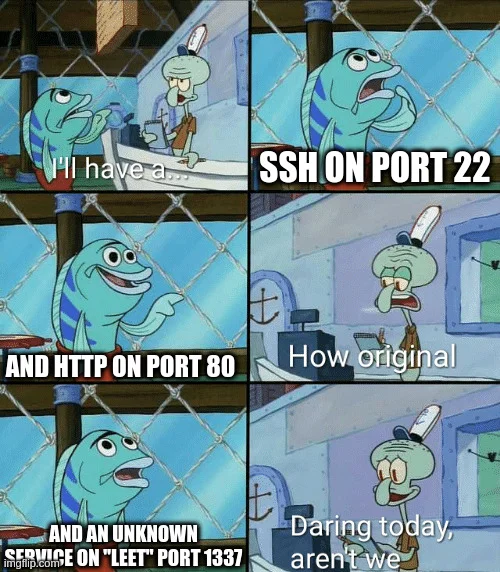 I'll have a...
SSH ON PORT 22
AND HTTP ON PORT 80
How original
AND AN UNKNOWN
SERVICE ON "LEET" PORT 1337
Daring today,
aren't we
imgflip.com